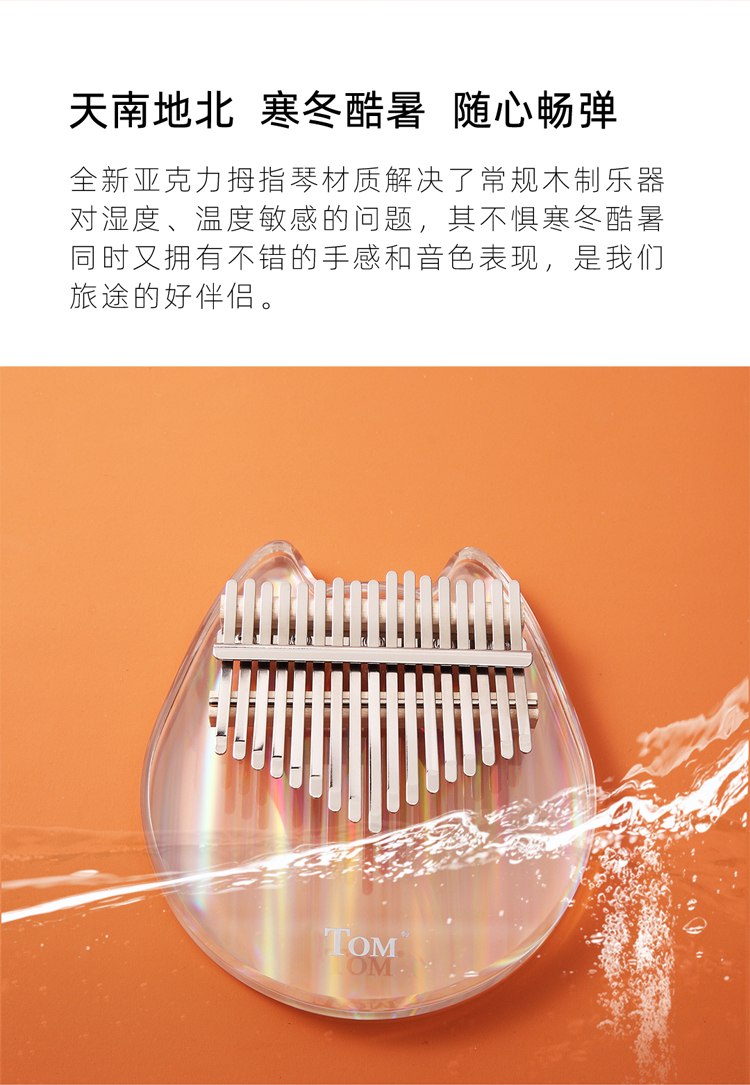 天南地北 寒冬酷暑 随心畅弹
全新亚克力拇指琴材质解决了常规木制乐器
对湿度、温度敏感的问题，其不惧寒冬酷暑
同时又拥有不错的手感和音色表现，是我们
旅途的好伴侣。
TOM